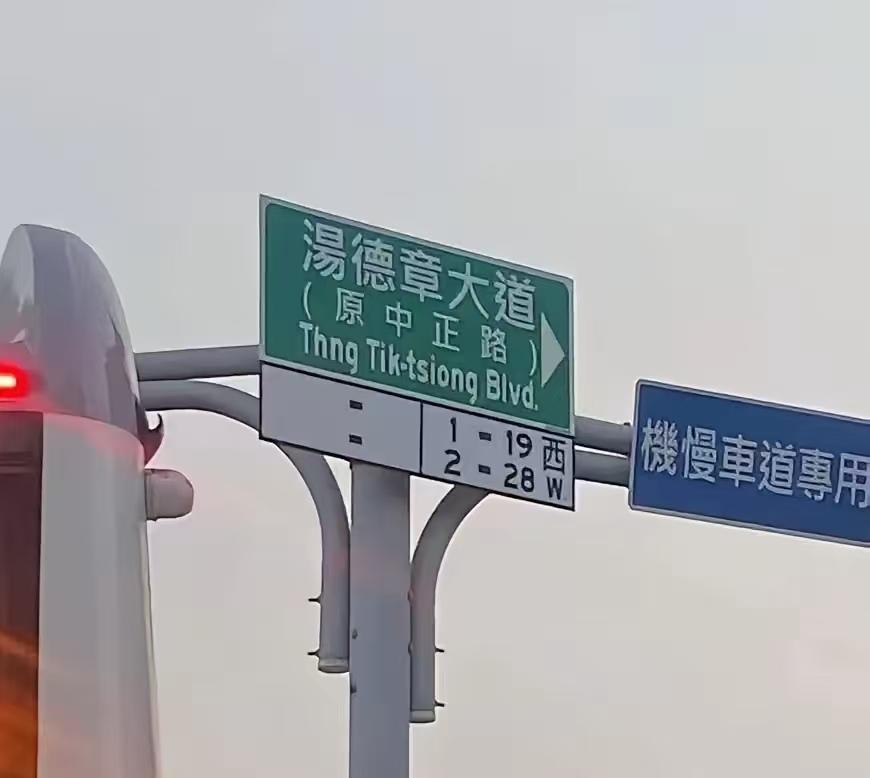 湯德章大道
(原中正路)
Thng Tik-tsiong Blvd.
-
-
1 - 19 西
2 - 28 W
機慢車道專用